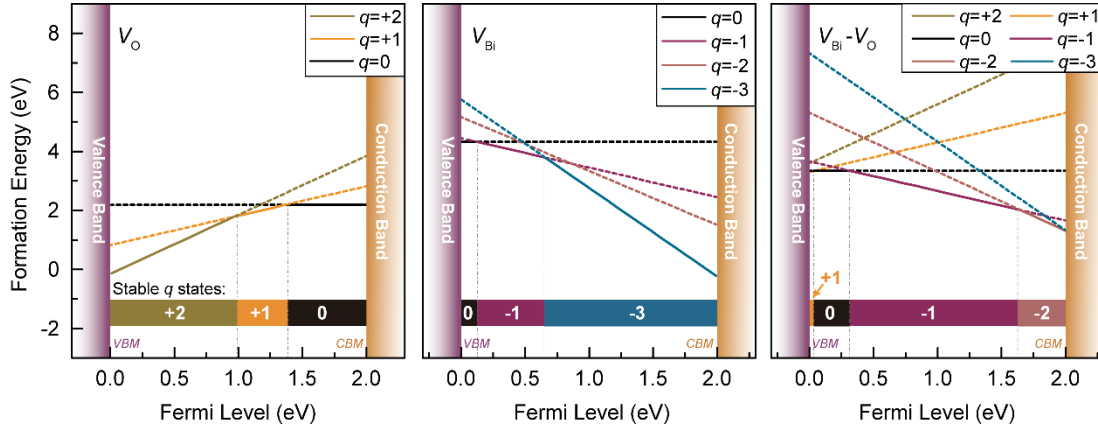 Formation Energy (eV)
8
6
4
2
0
-2
V_O
q=+2
q=+1
q=0
Valence Band
Conduction Band
Stable q states:
+2 +1 0
VBM CBM
0.0 0.5 1.0 1.5 2.0
Fermi Level (eV)
V_Bi
q=0
q=-1
q=-2
q=-3
Valence Band
Conduction Band
0 -1 -3
VBM CBM
0.0 0.5 1.0 1.5 2.0
Fermi Level (eV)
V_Bi-V_O
q=+2 q=+1
q=0 q=-1
q=-2 q=-3
Valence Band
Conduction Band
+1
0 -1 -2
VBM CBM
0.0 0.5 1.0 1.5 2.0
Fermi Level (eV)